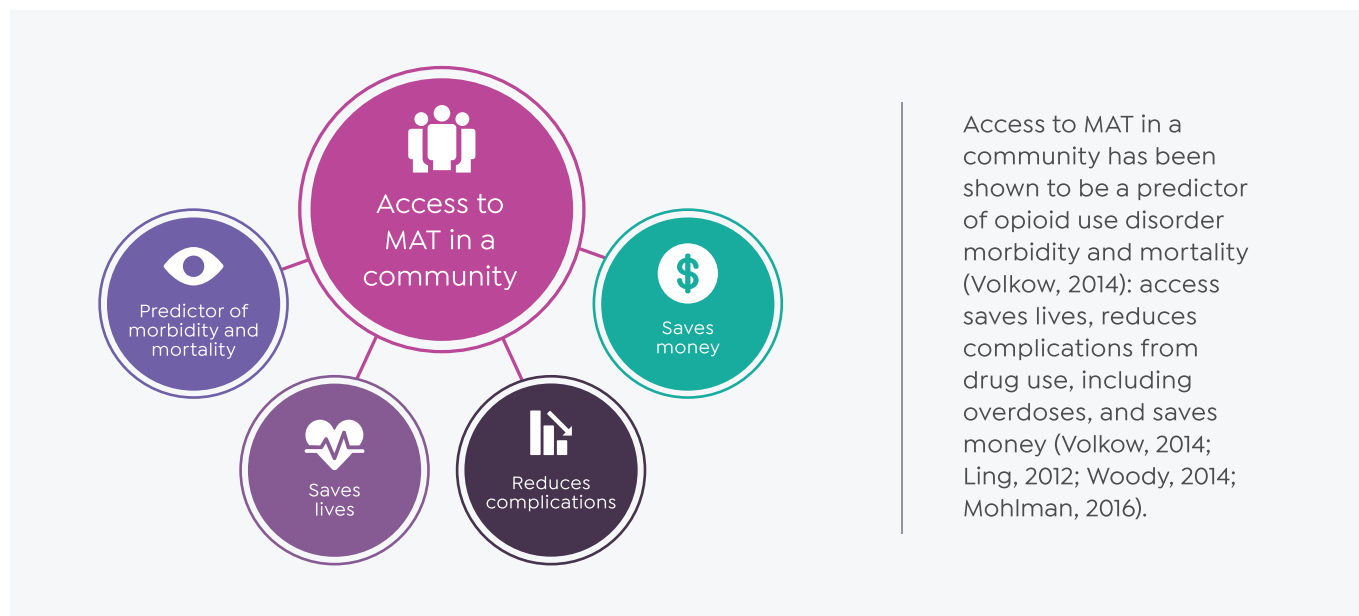 Access to
MAT in a
community
Predictor of
morbidity and
mortality
Saves
lives
Reduces
complications
$
Saves
money
Access to MAT in a
community has been
shown to be a predictor
of opioid use disorder
morbidity and mortality
(Volkow, 2014): access
saves lives, reduces
complications from
drug use, including
overdoses, and saves
money (Volkow, 2014;
Ling, 2012; Woody, 2014;
Mohlman, 2016).